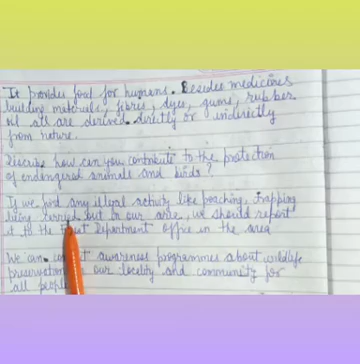 It provides food for humans. Besides medicines
building materials, fibres, dyes, gums, rubber
oil etc are derived directly or indirectly
from nature.
Describe how can you contribute to the protection
of endangered animals and birds?
If we find any illegal activity like poaching, trapping
being carried out in our area, we should report
it to the Department office in the area
We can awareness programmes about wildlife
preservation our locality and community for
all people